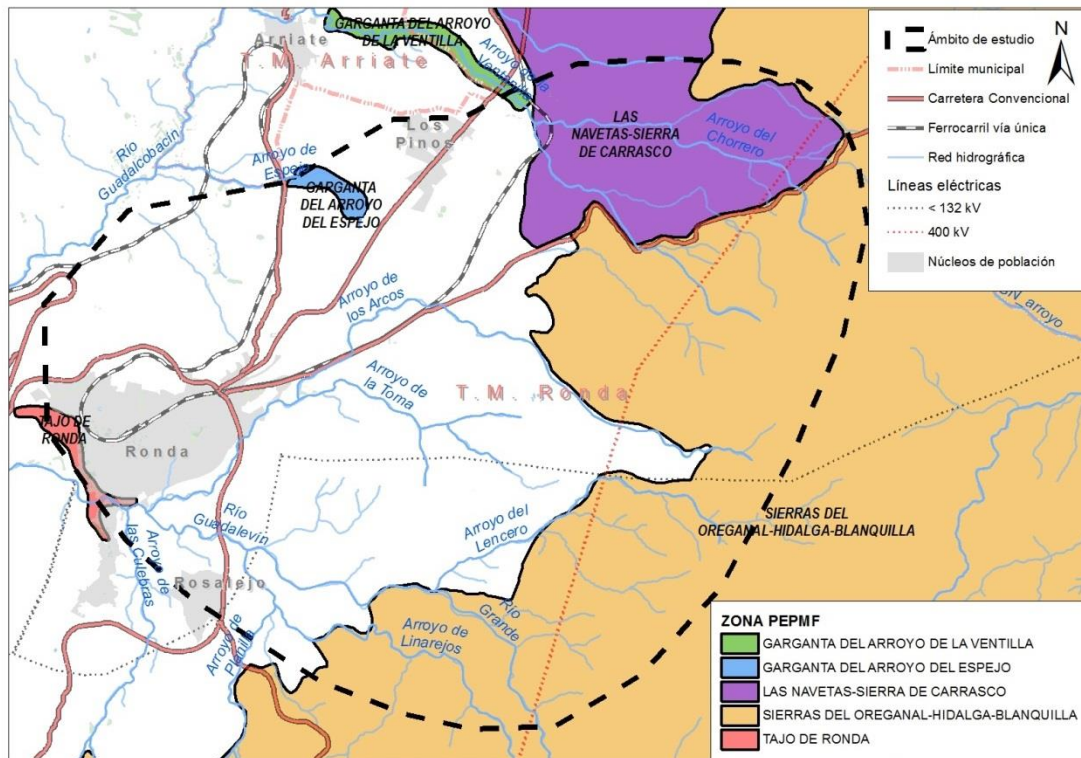 GARGANTA DEL ARROYO
DE LA VENTILLA
Arriate
T.M. Arriate
Arroyo de la
Ventilla
Los
Pinos
LAS
NAVETAS-SIERRA
DE CARRASCO
Arroyo del
Chorrero
Río
Guadalcobacín
Arroyo de
Espejo
GARGANTA
DEL ARROYO
DEL ESPEJO
Arroyo de
los Arcos
Arroyo de
la Toma
T.M. Ronda
TAJO DE
RONDA
Ronda
Río
Guadalevín
Arroyo del
Lencero
SIERRAS DEL
OREGANAL-HIDALGA-BLANQUILLA
Arroyo de
las Culebras
Rosalejo
Arroyo de
Río
Grande
Arroyo de
Linarejos
SN_arroyo
Ámbito de estudio
N
Límite municipal
Carretera Convencional
Ferrocarril vía única
Red hidrográfica
Líneas eléctricas
< 132 kV
400 kV
Núcleos de población
ZONA PEPMF
GARGANTA DEL ARROYO DE LA VENTILLA
GARGANTA DEL ARROYO DEL ESPEJO
LAS NAVETAS-SIERRA DE CARRASCO
SIERRAS DEL OREGANAL-HIDALGA-BLANQUILLA
TAJO DE RONDA